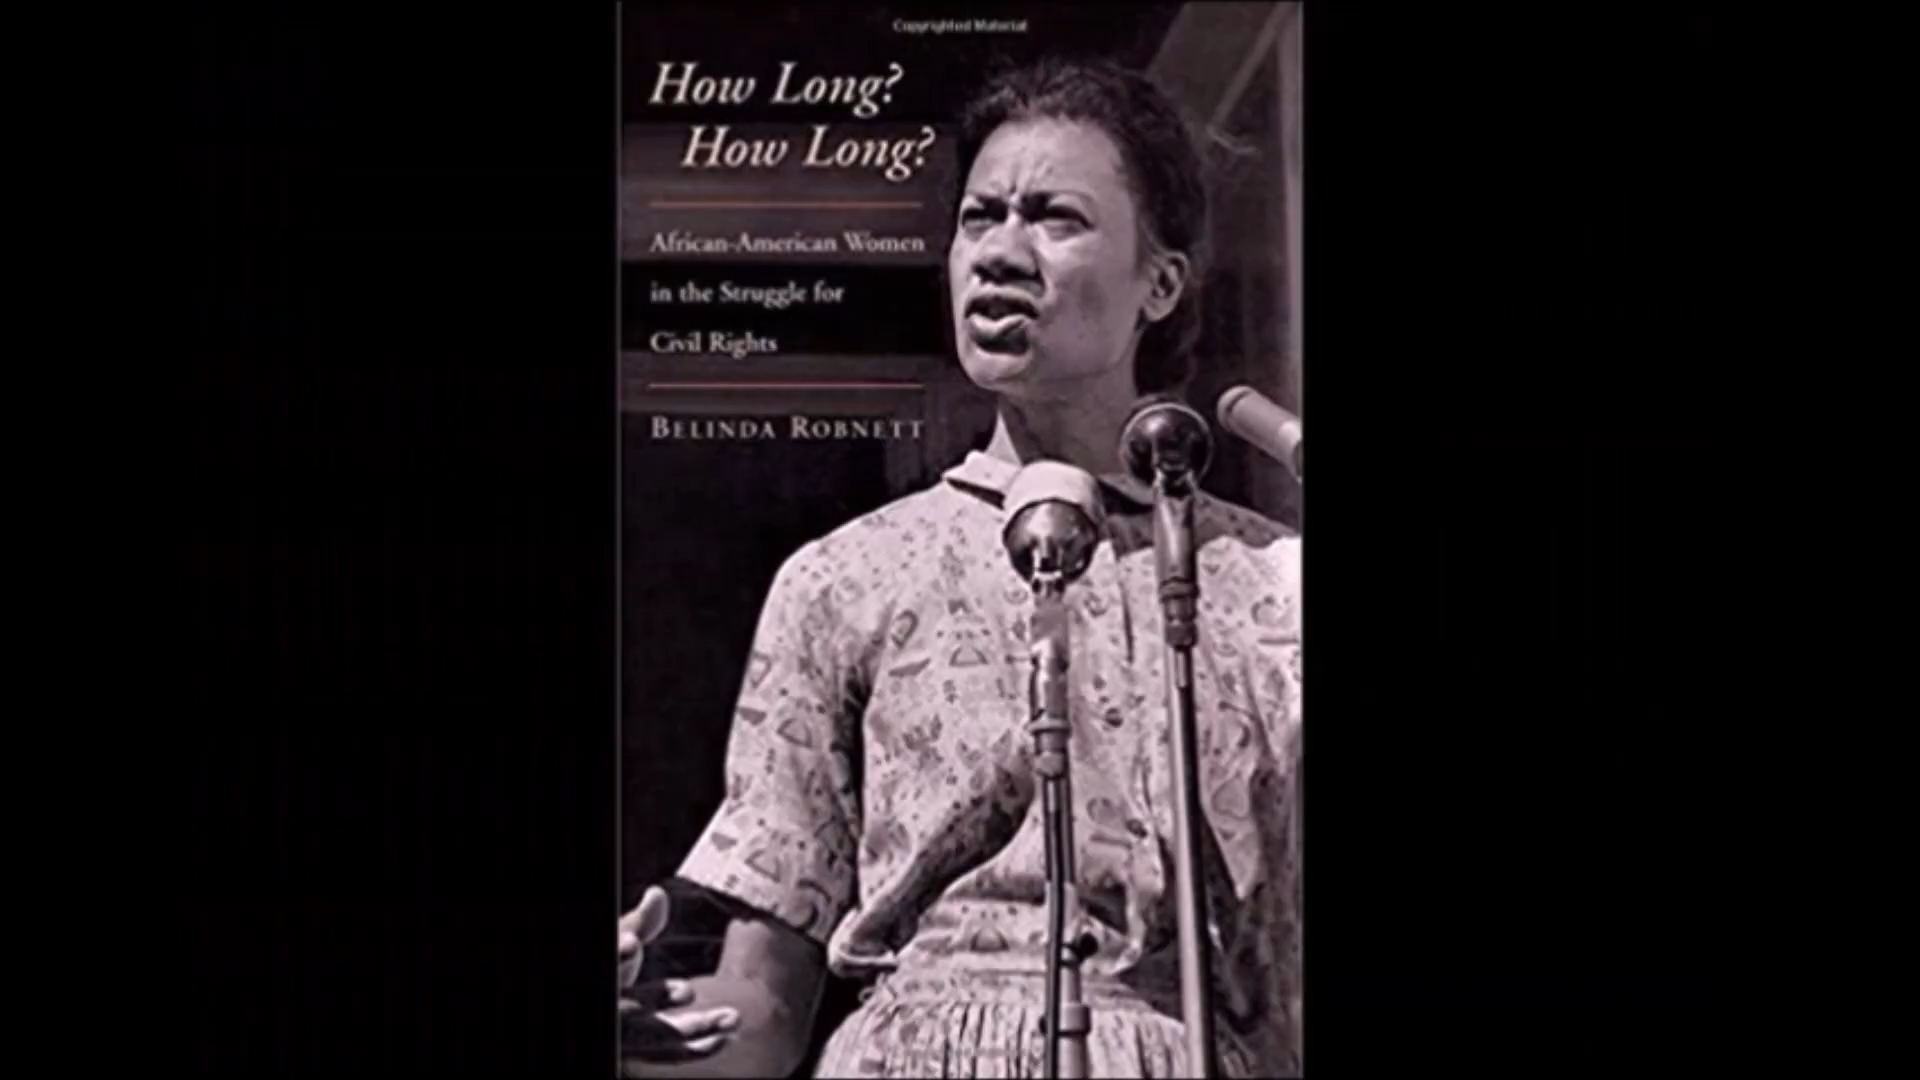 Copyrighted Material
How Long?
How Long?
African-American Women
in the Struggle for
Civil Rights
BELINDA ROBNETT